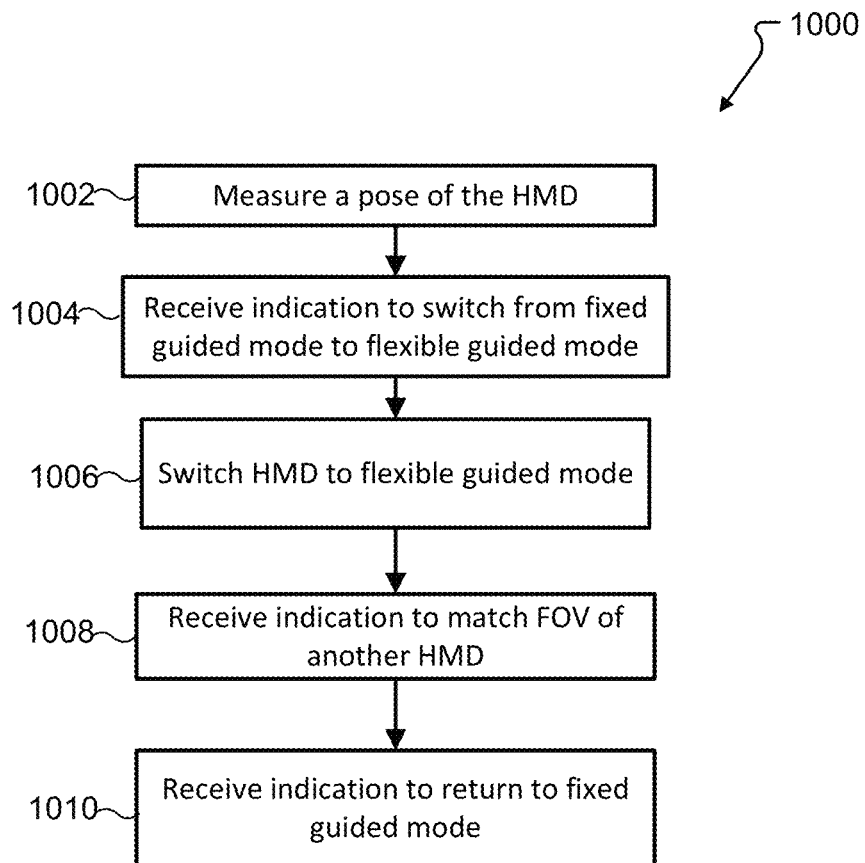 1000
1002
Measure a pose of the HMD
1004
Receive indication to switch from fixed
guided mode to flexible guided mode
1006
Switch HMD to flexible guided mode
1008
Receive indication to match FOV of
another HMD
1010
Receive indication to return to fixed
guided mode